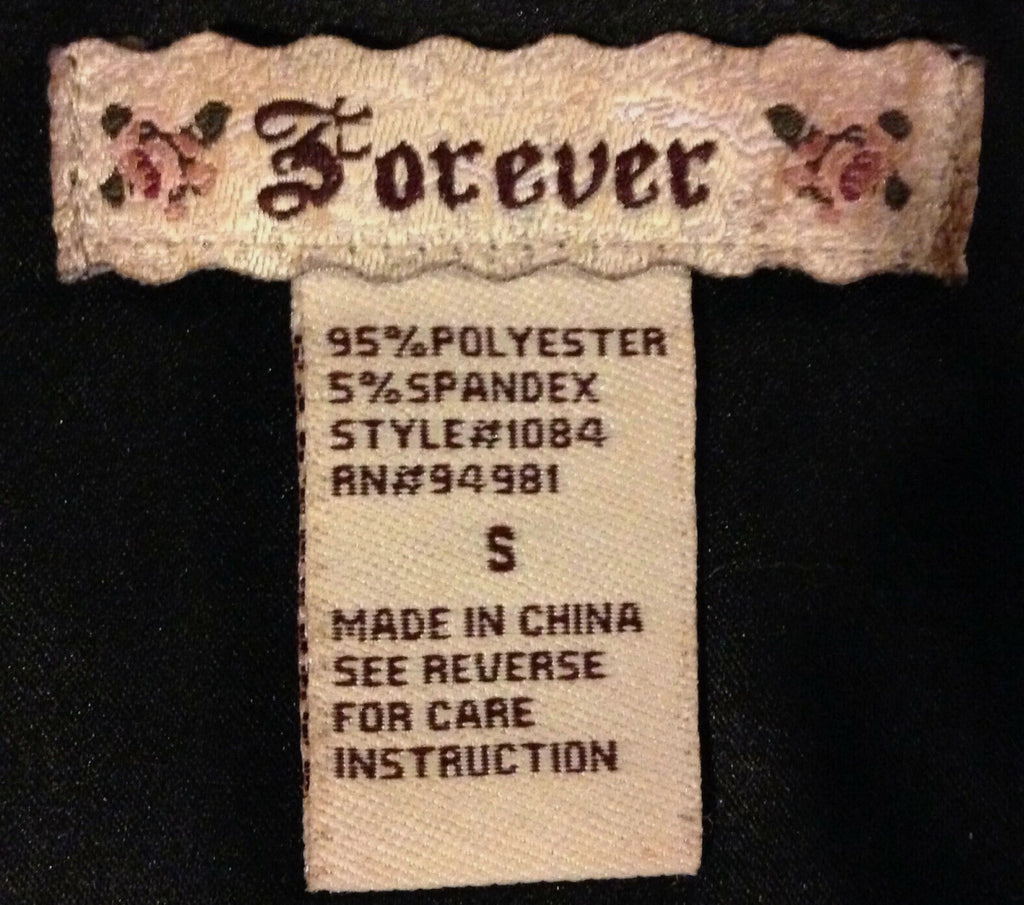 Forever
95%POLYESTER
5%SPANDEX
STYLE#1084
RN#94981
S
MADE IN CHINA
SEE REVERSE
FOR CARE
INSTRUCTION